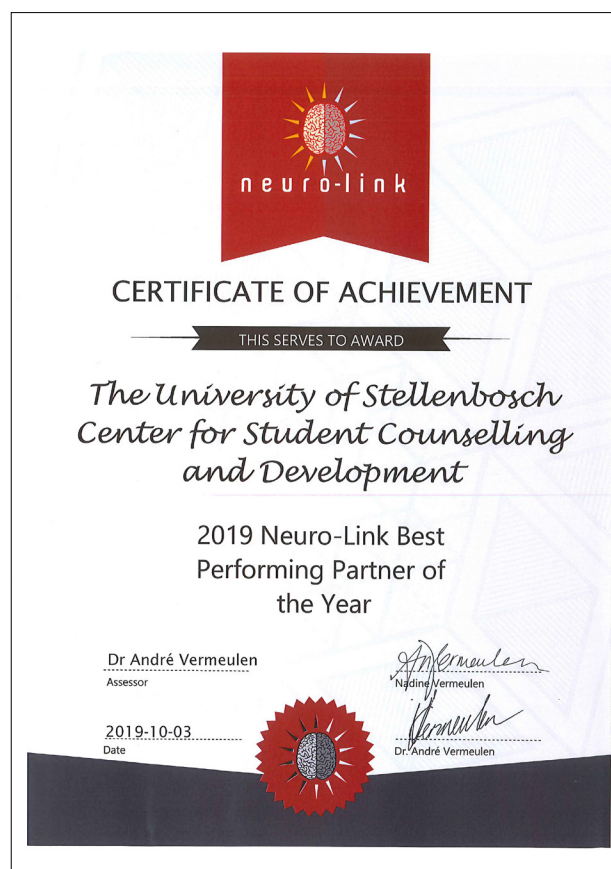 neuro-link
CERTIFICATE OF ACHIEVEMENT
THIS SERVES TO AWARD
The University of Stellenbosch
Center for Student Counselling
and Development
2019 Neuro-Link Best
Performing Partner of
the Year
Dr André Vermeulen
Assessor
Nadine Vermeulen
2019-10-03
Date
Vermeulen
Dr. André Vermeulen